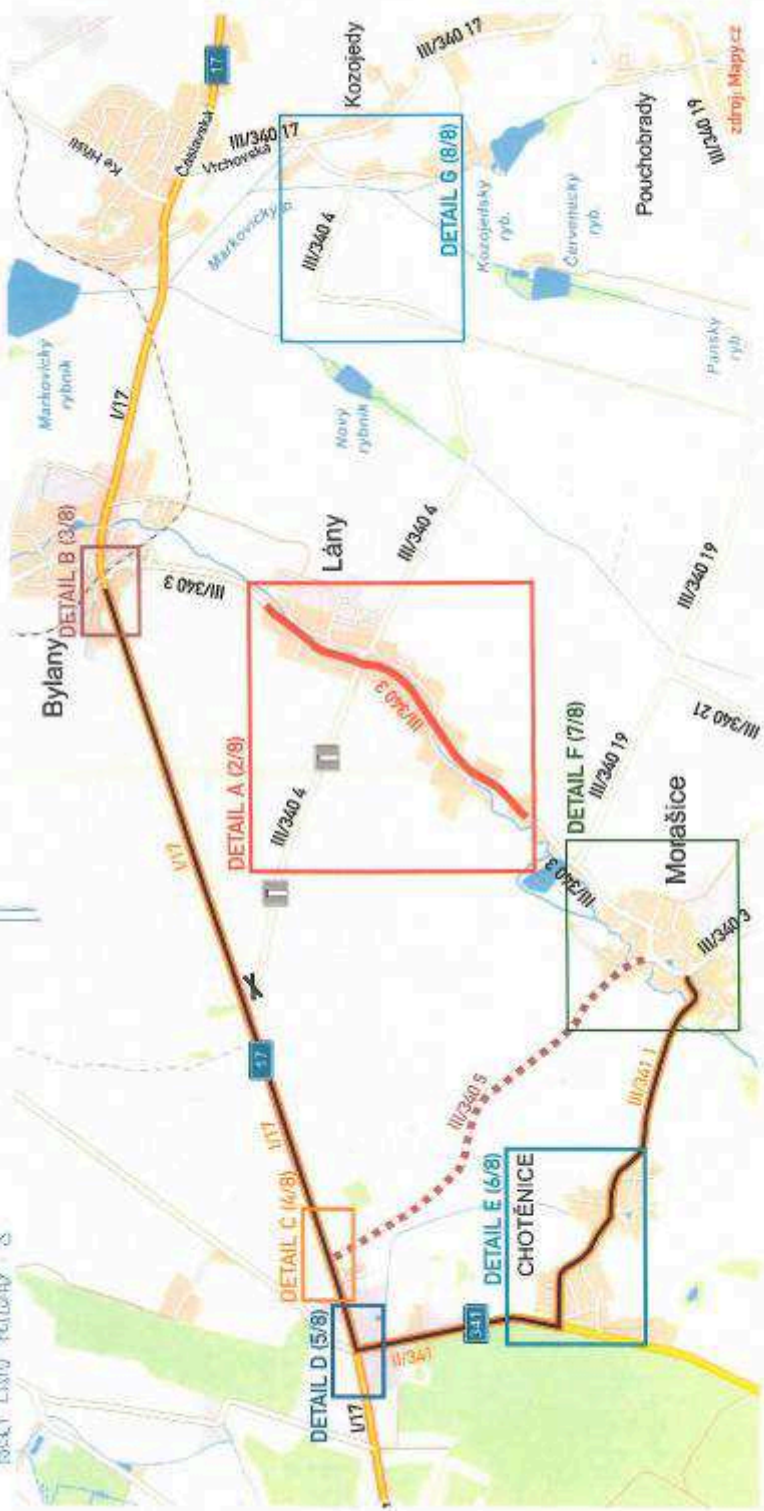 Ke Hřišti
17
Čáslavská
Vrchovská
III/340 17
Kozojedy
III/340 17
Markovický
rybník
I/17
Markovický p.
III/340 4
DETAIL G (8/8)
Kozojedský
ryb.
Červenický
ryb.
Pouchobrady
III/340 19
zdroj: Mapy.cz
Bylany
DETAIL B (3/8)
III/340 3
Nový
rybník
Lány
III/340 4
Panský
ryb.
I/17
DETAIL A (2/8)
III/340 3
III/340 4
III/340 19
III/340 21
17
I/17
DETAIL F (7/8)
III/340 19
III/340 3
Morašice
III/340 3
DETAIL C (4/8)
III/340 5
III/341 1
DETAIL D (5/8)
I/17
II/341
341
DETAIL E (6/8)
CHOTĚNICE